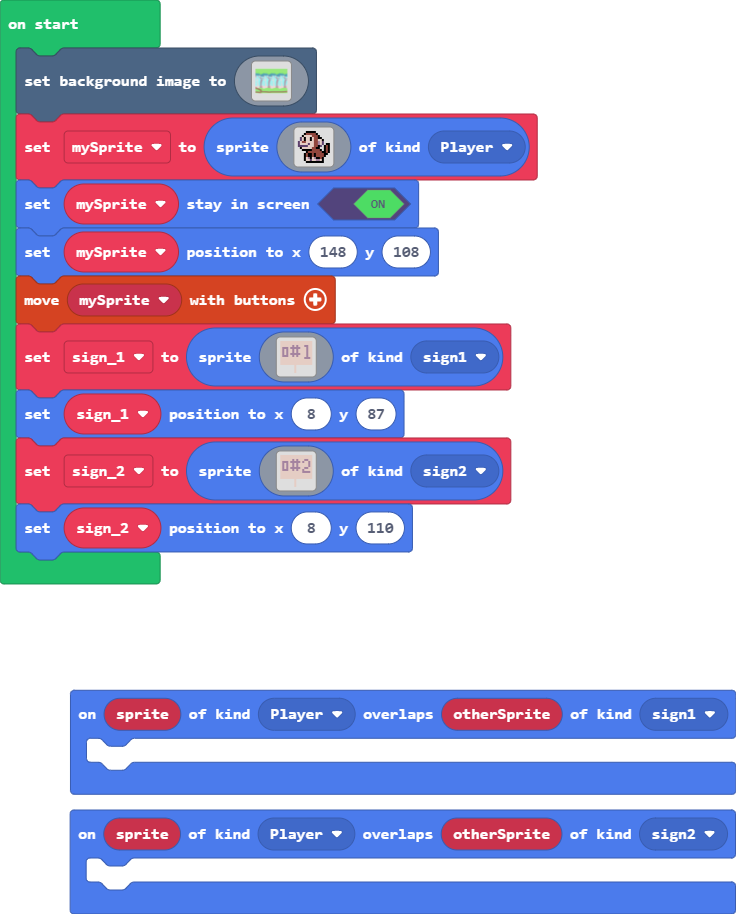 on start
set background image to
set mySprite to sprite of kind Player
set mySprite stay in screen ON
set mySprite position to x 148 y 108
move mySprite with buttons +
set sign_1 to sprite #1 of kind sign1
set sign_1 position to x 8 y 87
set sign_2 to sprite #2 of kind sign2
set sign_2 position to x 8 y 110
on sprite of kind Player overlaps otherSprite of kind sign1
on sprite of kind Player overlaps otherSprite of kind sign2